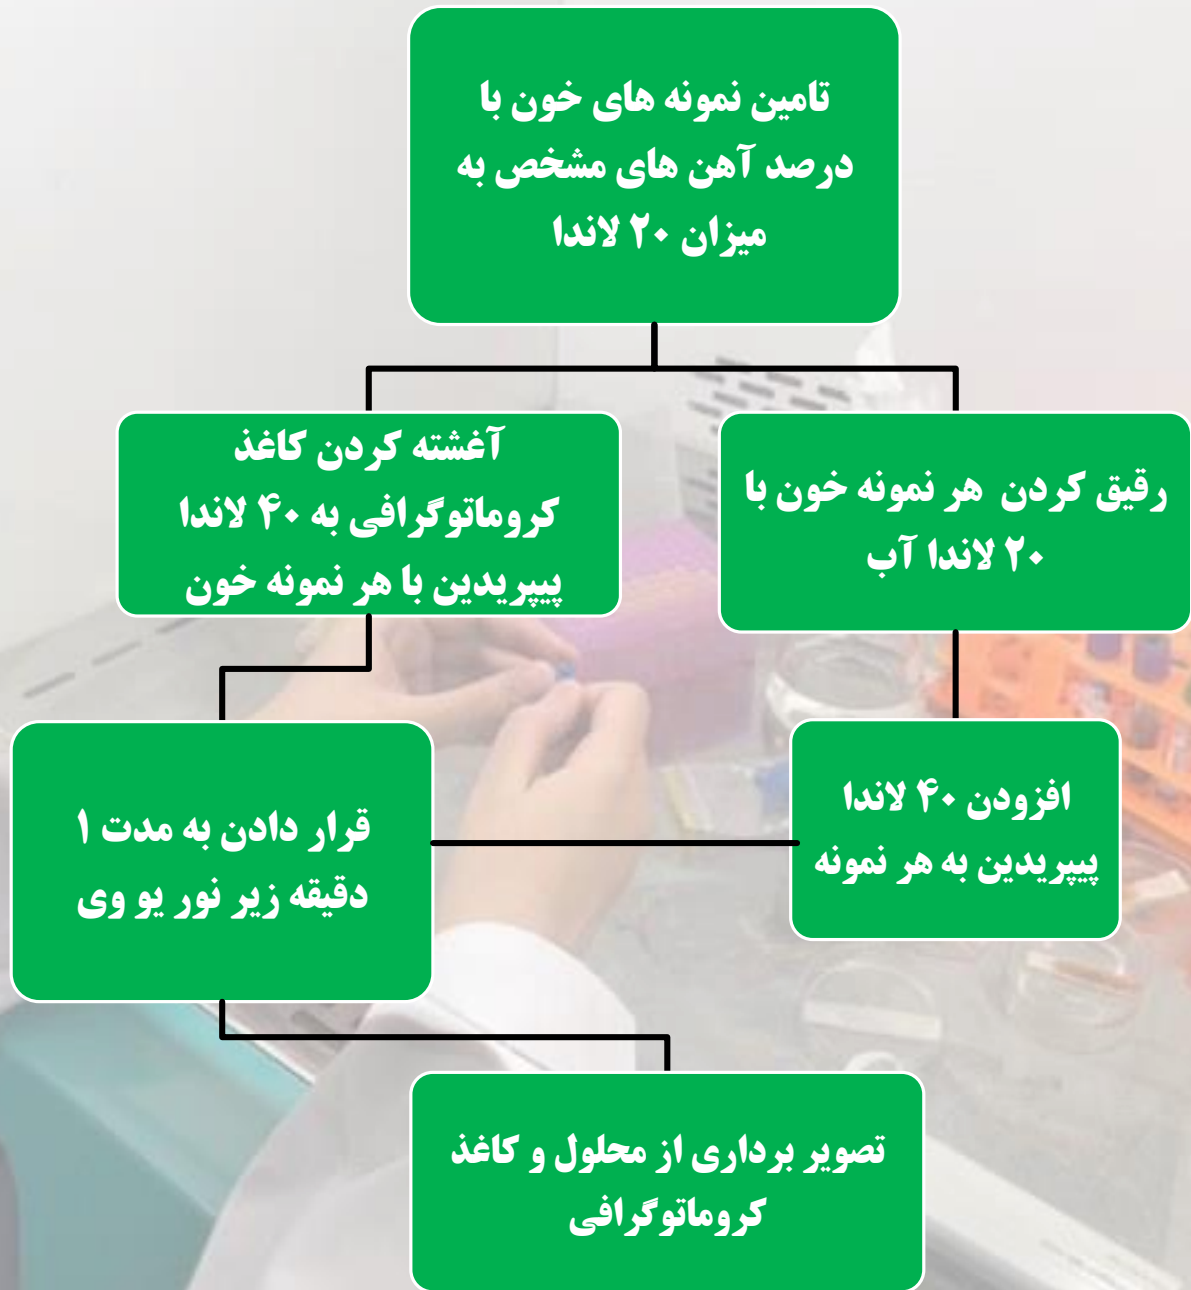 تامین نمونه های خون با
درصد آهن های مشخص به
میزان ۲۰ لاندا
رقیق کردن هر نمونه خون با
۲۰ لاندا آب
آغشته کردن کاغذ
کروماتوگرافی به ۴۰ لاندا
پیپریدین با هر نمونه خون
افزودن ۴۰ لاندا
پیپریدین به هر نمونه
قرار دادن به مدت ۱
دقیقه زیر نور یو وی
تصویر برداری از محلول و کاغذ
کروماتوگرافی